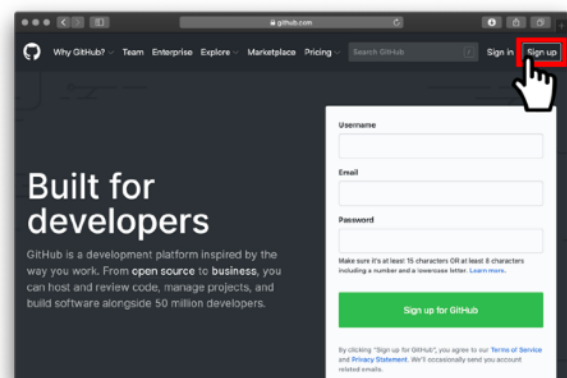 github.com
Why GitHub? Team Enterprise Explore Marketplace Pricing Search GitHub / Sign in Sign up
Built for
developers
GitHub is a development platform inspired by the
way you work. From open source to business, you
can host and review code, manage projects, and
build software alongside 50 million developers.
Username
Email
Password
Make sure it's at least 15 characters OR at least 8 characters
including a number and a lowercase letter. Learn more.
Sign up for GitHub
By clicking "Sign up for GitHub", you agree to our Terms of Service
and Privacy Statement. We'll occasionally send you account
related emails.